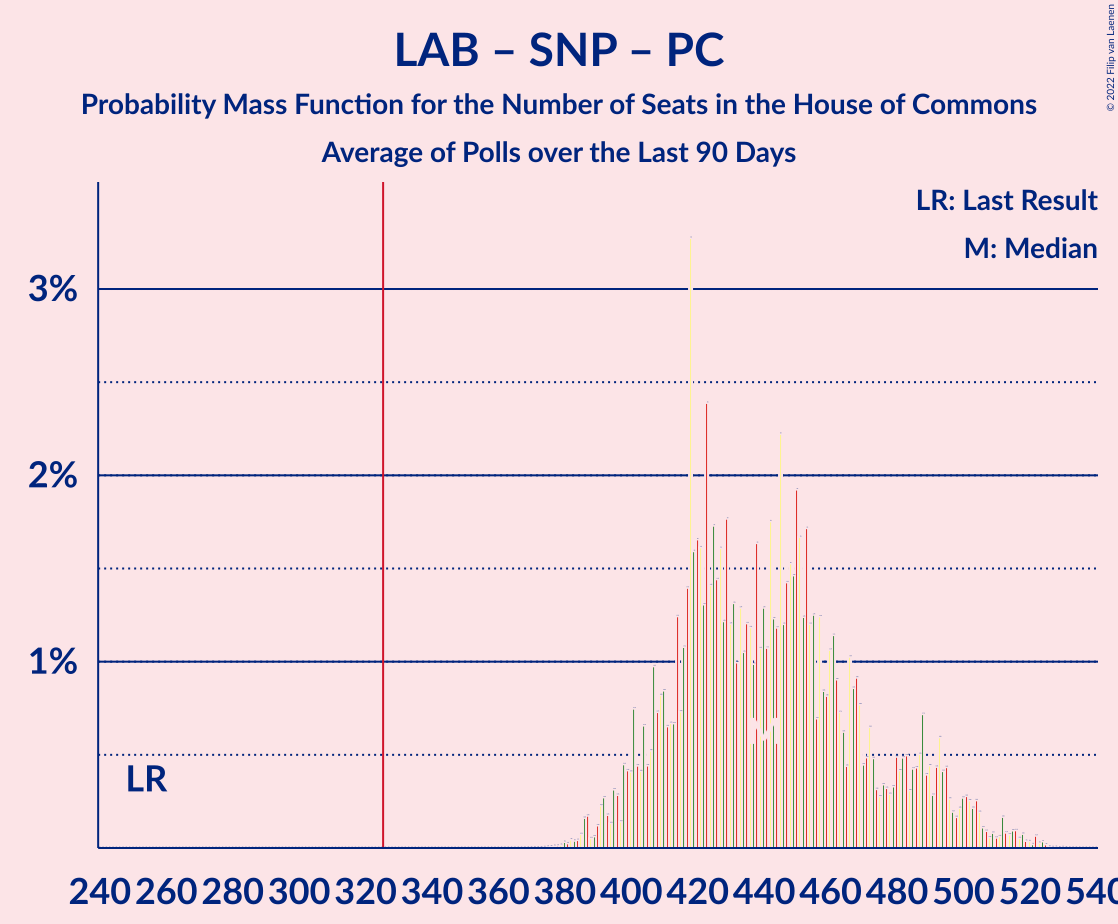 LAB – SNP – PC
Probability Mass Function for the Number of Seats in the House of Commons
Average of Polls over the Last 90 Days
© 2022 Filip van Laenen
LR: Last Result
M: Median
3%
2%
1%
LR
M
240 260 280 300 320 340 360 380 400 420 440 460 480 500 520 540